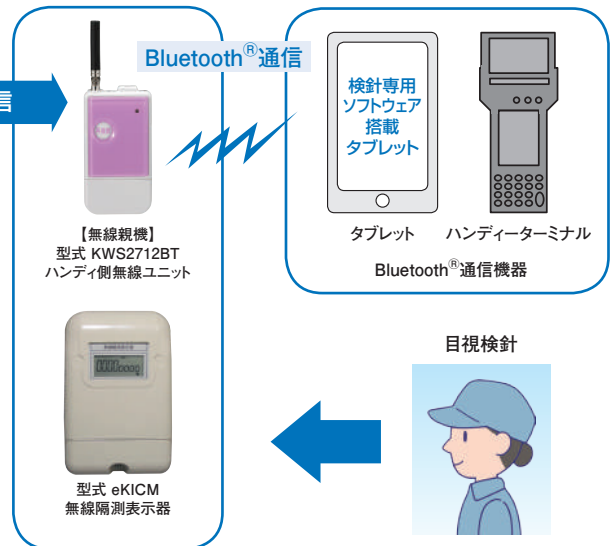 信
Bluetooth®通信
【無線親機】
型式 KWS2712BT
ハンディ側無線ユニット
検針専用
ソフトウェア
搭載
タブレット
タブレット
ハンディーターミナル
Bluetooth®通信機器
型式 eKICM
無線隔測表示器
目視検針